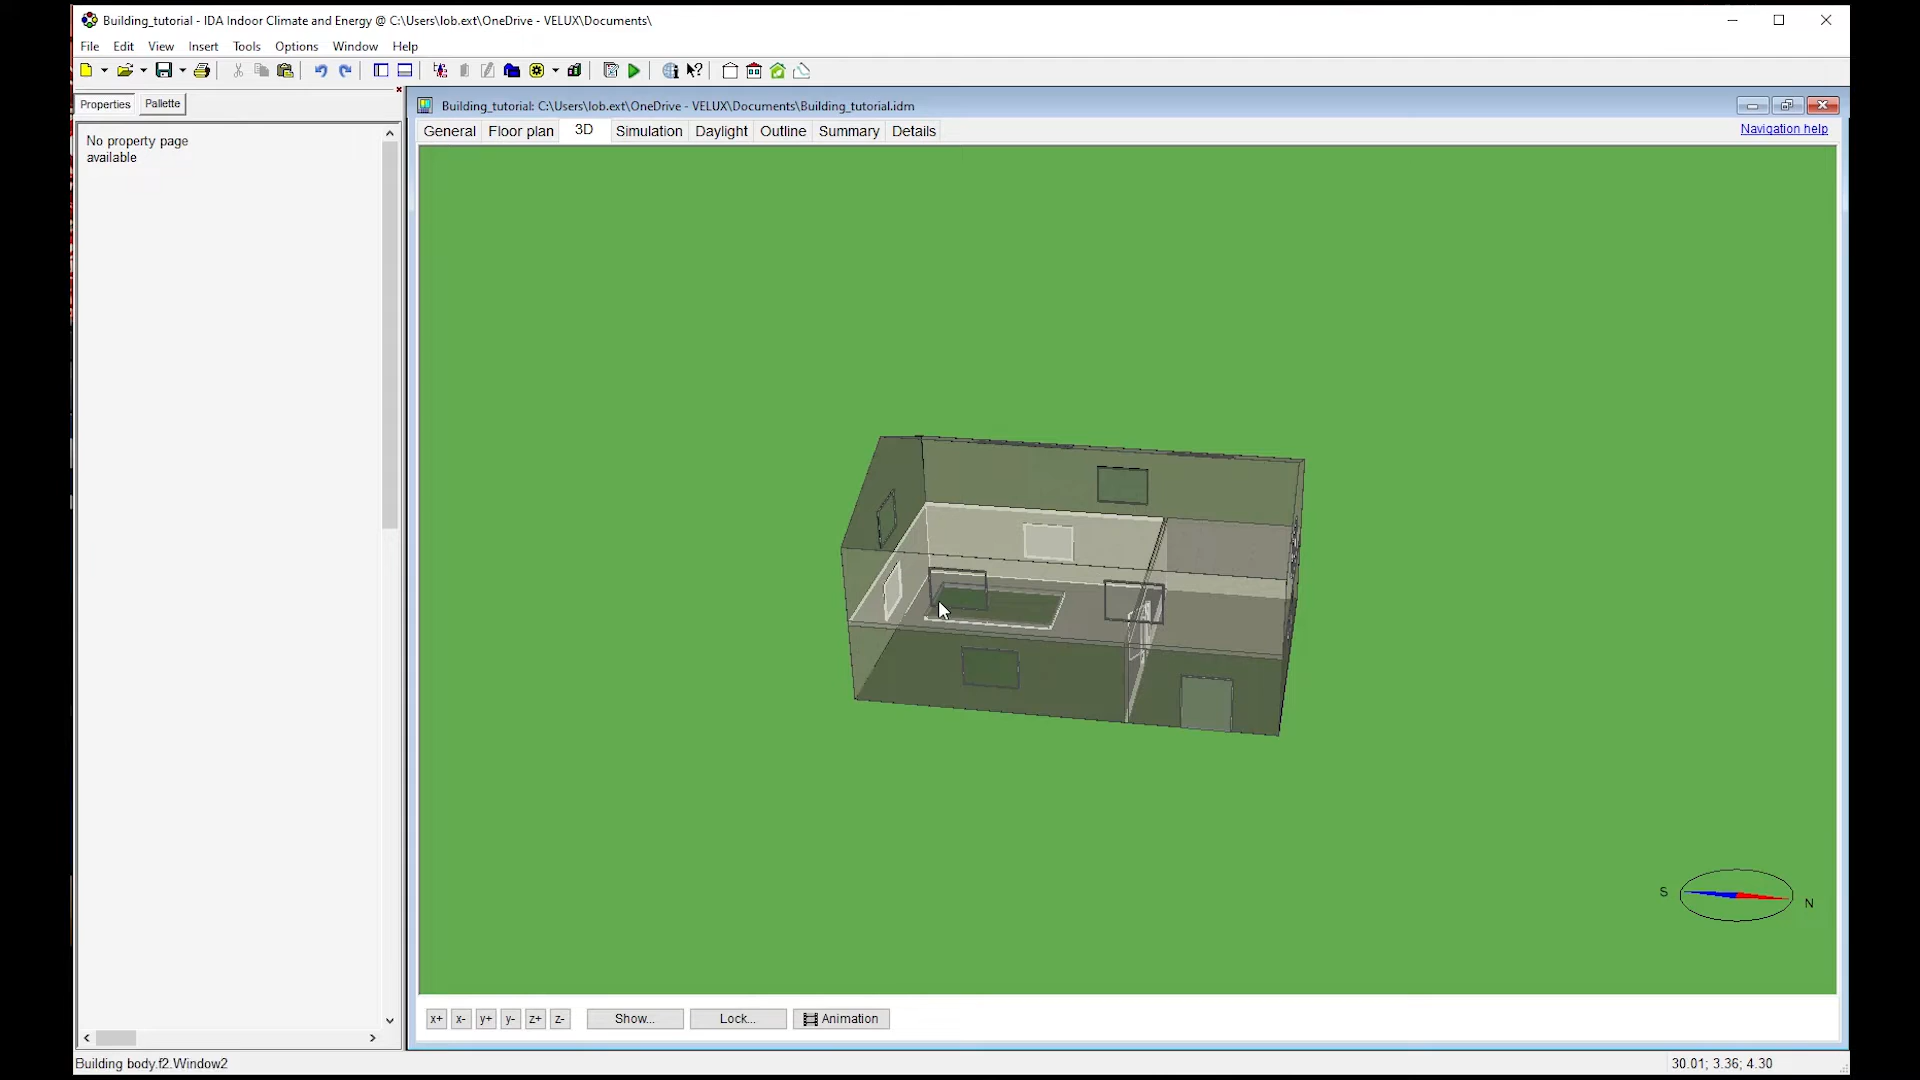 Building_tutorial - IDA Indoor Climate and Energy @ C:\Users\lob.ext\OneDrive - VELUX\Documents\
File Edit View Insert Tools Options Window Help
Properties Pallette
No property page
available
Building_tutorial: C:\Users\lob.ext\OneDrive - VELUX\Documents\Building_tutorial.idm
General Floor plan 3D Simulation Daylight Outline Summary Details
Navigation help
S N
x+ x- y+ y- z+ z- Show... Lock... Animation
Building body.f2.Window2
30.01; 3.36; 4.30